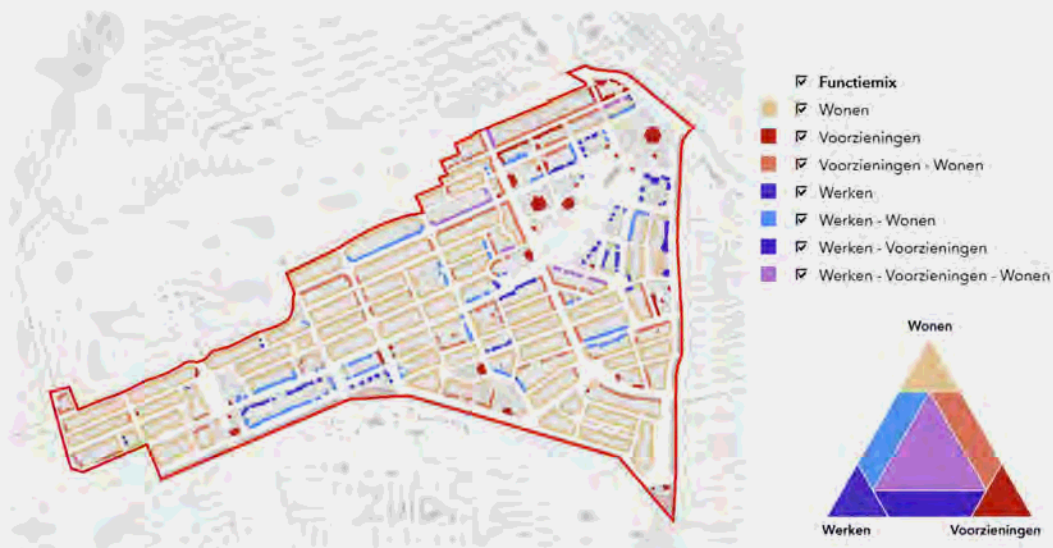 Functiemix
Wonen
Voorzieningen
Voorzieningen - Wonen
Werken
Werken - Wonen
Werken - Voorzieningen
Werken - Voorzieningen - Wonen
Wonen
Werken
Voorzieningen